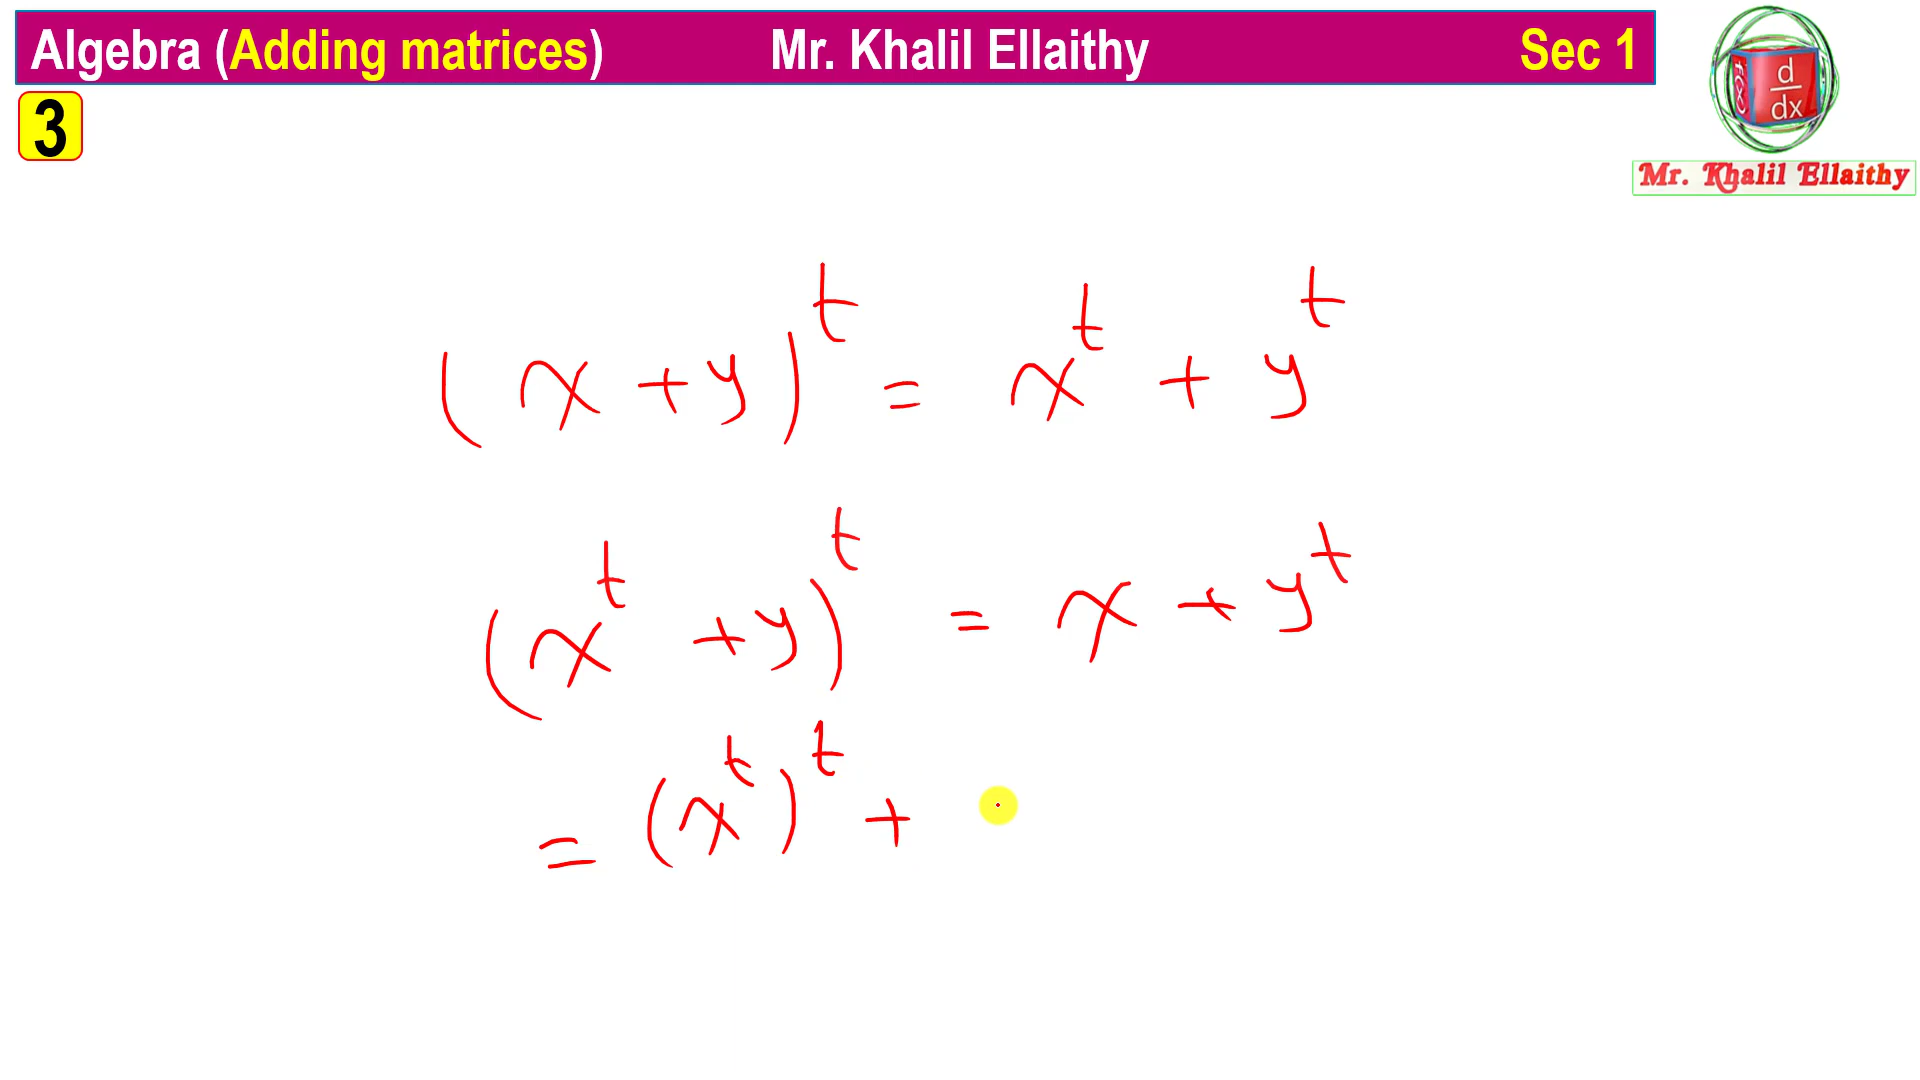 Algebra (Adding matrices) Mr. Khalil Ellaithy Sec 1
3
f(x) d/dx
Mr. Khalil Ellaithy
(x + y)^t = x^t + y^t
(x^t + y)^t = x + y^t
= (x^t)^t +